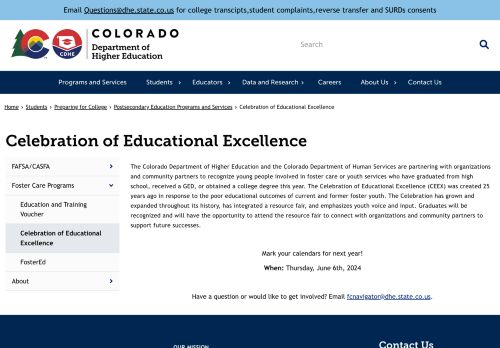 Email Questions@dhe.state.co.us for college transcipts,student complaints,reverse transfer and SURDs consents
CDHE
COLORADO
Department of
Higher Education
Search
Programs and Services
Students
Educators
Data and Research
Careers
About Us
Contact Us
Home > Students > Preparing for College > Postsecondary Education Programs and Services > Celebration of Educational Excellence
Celebration of Educational Excellence
FAFSA/CASFA
Foster Care Programs
Education and Training
Voucher
Celebration of Educational
Excellence
FosterEd
About
The Colorado Department of Higher Education and the Colorado Department of Human Services are partnering with organizations
and community partners to recognize young people involved in foster care or youth services who have graduated from high
school, received a GED, or obtained a college degree this year. The Celebration of Educational Excellence (CEEX) was created 25
years ago in response to the poor educational outcomes of current and former foster youth. The Celebration has grown and
expanded throughout its history, has integrated a resource fair, and emphasizes youth voice and input. Graduates will be
recognized and will have the opportunity to attend the resource fair to connect with organizations and community partners to
support future successes.
Mark your calendars for next year!
When: Thursday, June 6th, 2024
Have a question or would like to get involved? Email fcnavigator@dhe.state.co.us.
OUR MISSION
Contact Us